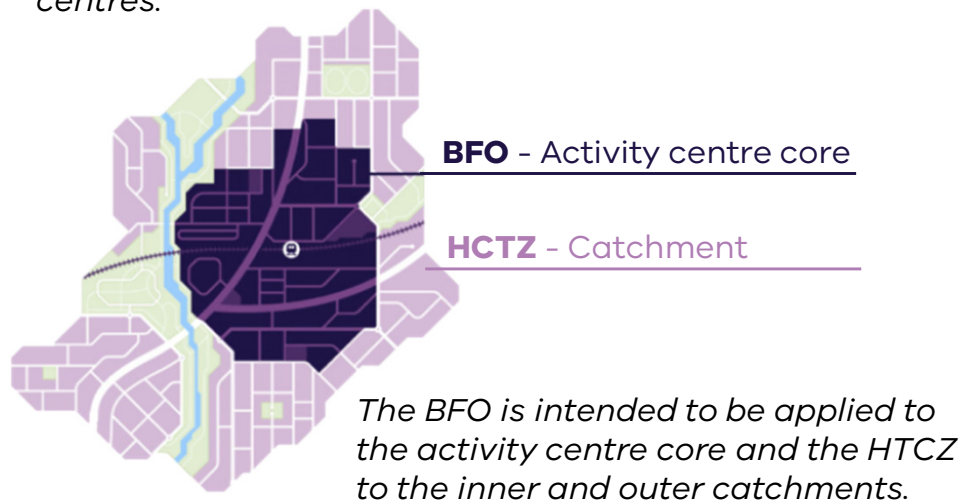 centres.
BFO - Activity centre core
HCTZ - Catchment
The BFO is intended to be applied to
the activity centre core and the HTCZ
to the inner and outer catchments.